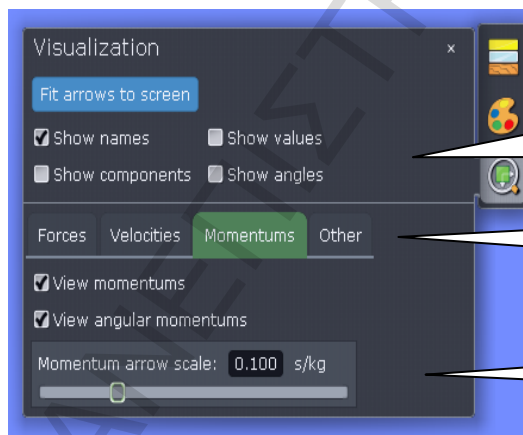 Visualization ×
Fit arrows to screen
Show names Show values
Show components Show angles
Forces Velocities Momentums Other
View momentums
View angular momentums
Momentum arrow scale: 0.100 s/kg